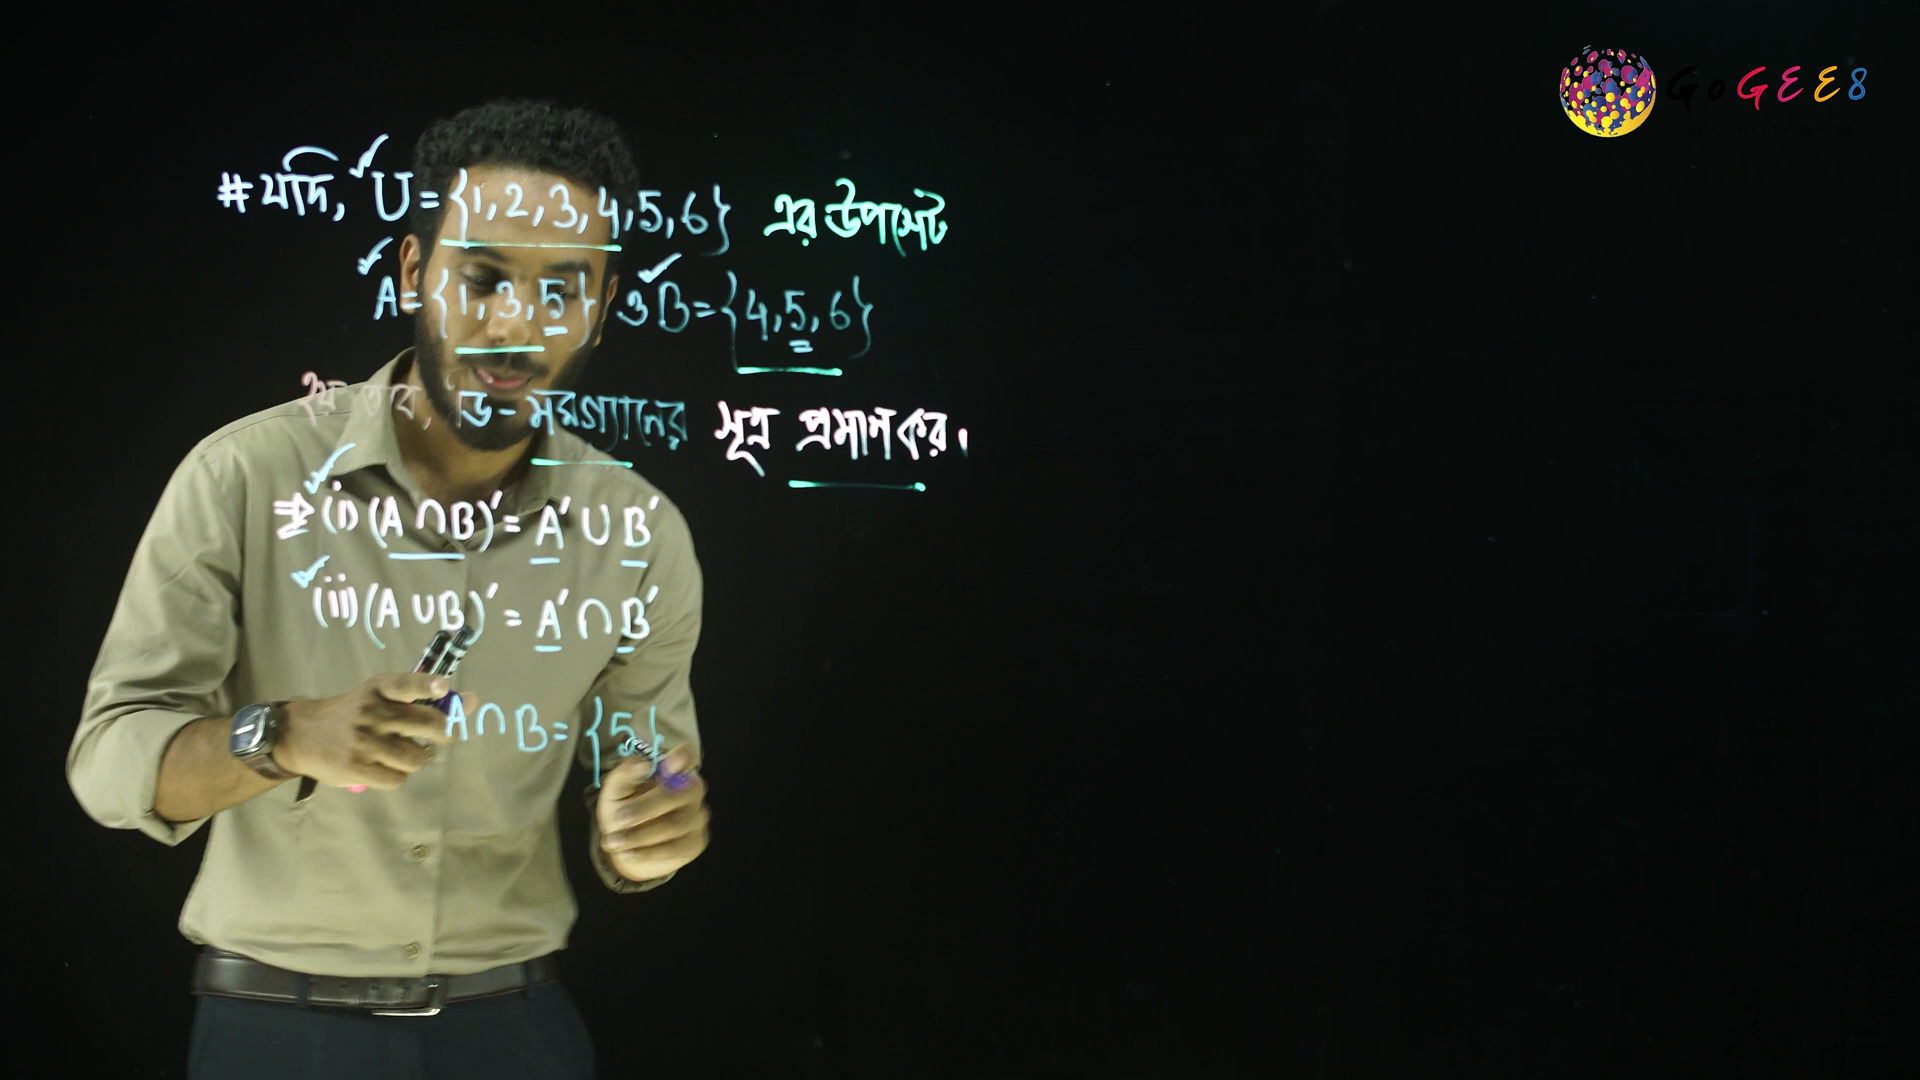 # যদি, U = {1, 2, 3, 4, 5, 6} এর উপসেট
A = {1, 3, 5} ও B = {4, 5, 6}
হয় তবে, ডি-মরগ্যানের সূত্র প্রমাণ কর।
⇒ (i) (A ∩ B)′ = A′ ∪ B′
(ii) (A ∪ B)′ = A′ ∩ B′
A ∩ B = {5}
GoGEE8